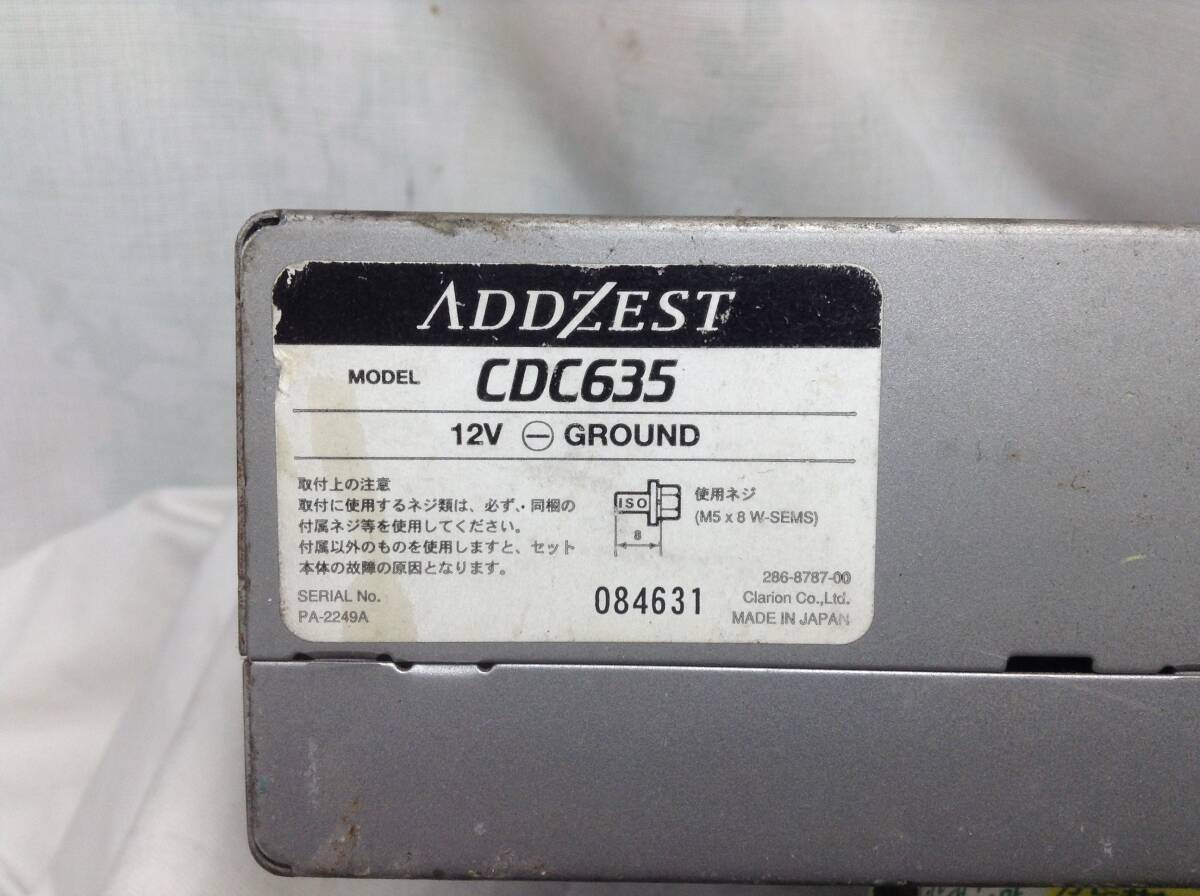 ADDZEST
MODEL CDC635
12V ⊖ GROUND
取付上の注意
取付に使用するネジ類は、必ず、同梱の
付属ネジ等を使用してください。
付属以外のものを使用しますと、セット
本体の故障の原因となります。
ISO
8
使用ネジ
(M5 x 8 W-SEMS)
SERIAL No.
PA-2249A
084631
286-8787-00
Clarion Co.,Ltd.
MADE IN JAPAN